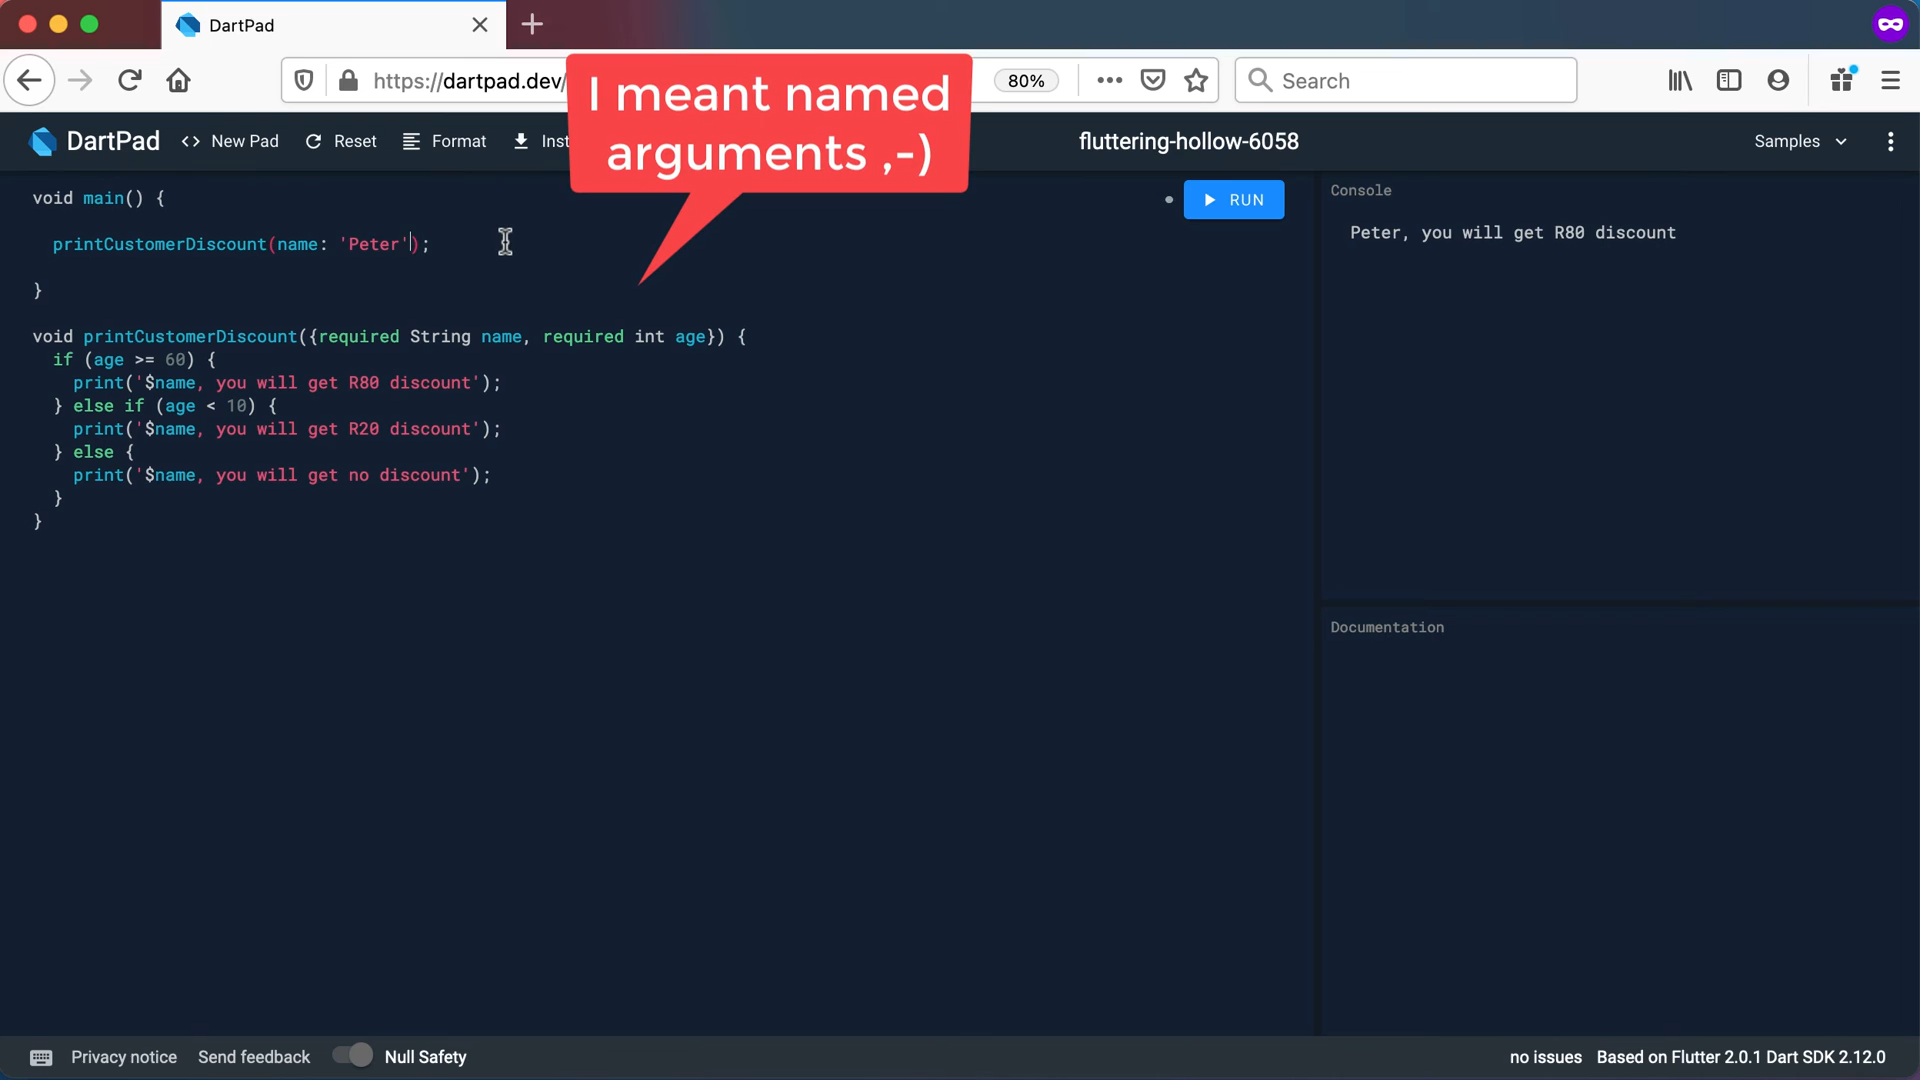 DartPad
https://dartpad.dev/
80%
Search
I meant named
arguments ,-)
DartPad
<> New Pad
Reset
Format
Inst
fluttering-hollow-6058
Samples
void main() {
printCustomerDiscount(name: 'Peter');
}
void printCustomerDiscount({required String name, required int age}) {
if (age >= 60) {
print('$name, you will get R80 discount');
} else if (age < 10) {
print('$name, you will get R20 discount');
} else {
print('$name, you will get no discount');
}
}
RUN
Console
Peter, you will get R80 discount
Documentation
Privacy notice
Send feedback
Null Safety
no issues
Based on Flutter 2.0.1 Dart SDK 2.12.0